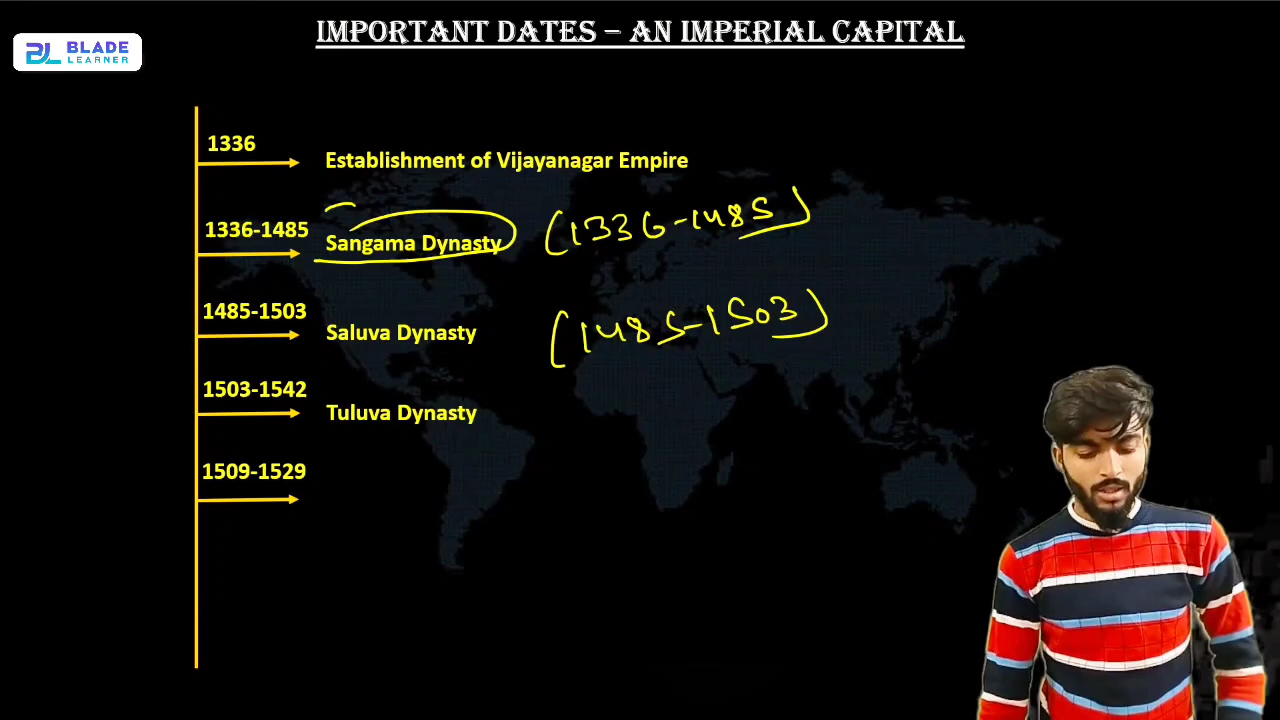 IMPORTANT DATES – AN IMPERIAL CAPITAL
BLADE
LEARNER
1336
Establishment of Vijayanagar Empire
1336-1485
Sangama Dynasty (1336-1485)
1485-1503
Saluva Dynasty (1485-1503)
1503-1542
Tuluva Dynasty
1509-1529